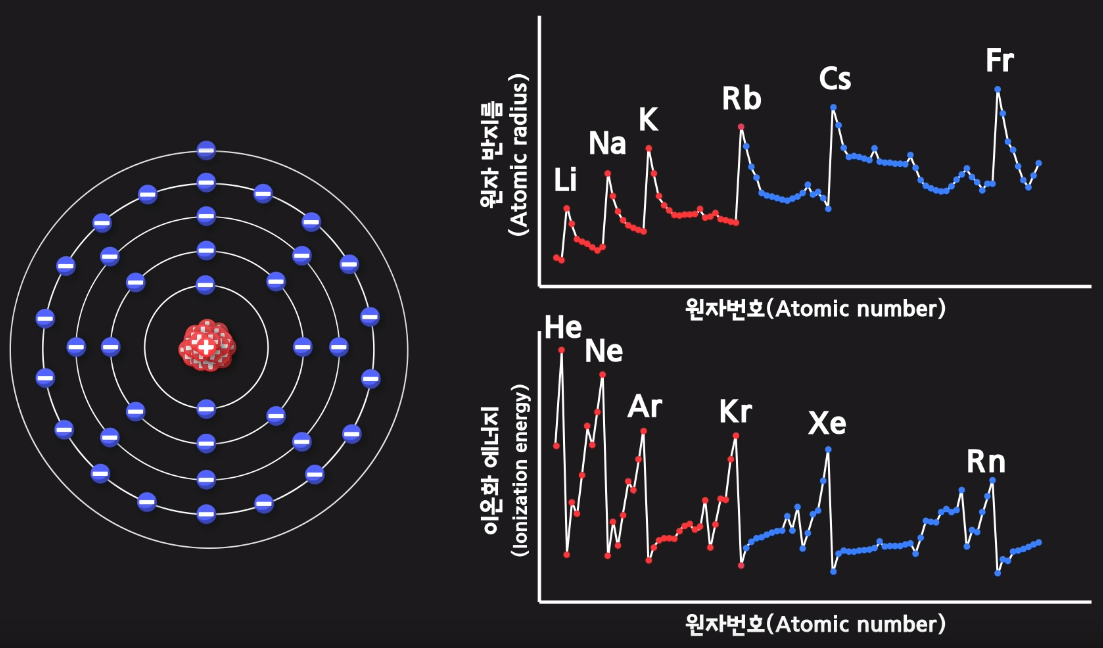 원자 반지름
(Atomic radius)
Li
Na
K
Rb
Cs
Fr
원자번호(Atomic number)
이온화 에너지
(Ionization energy)
He
Ne
Ar
Kr
Xe
Rn
원자번호(Atomic number)